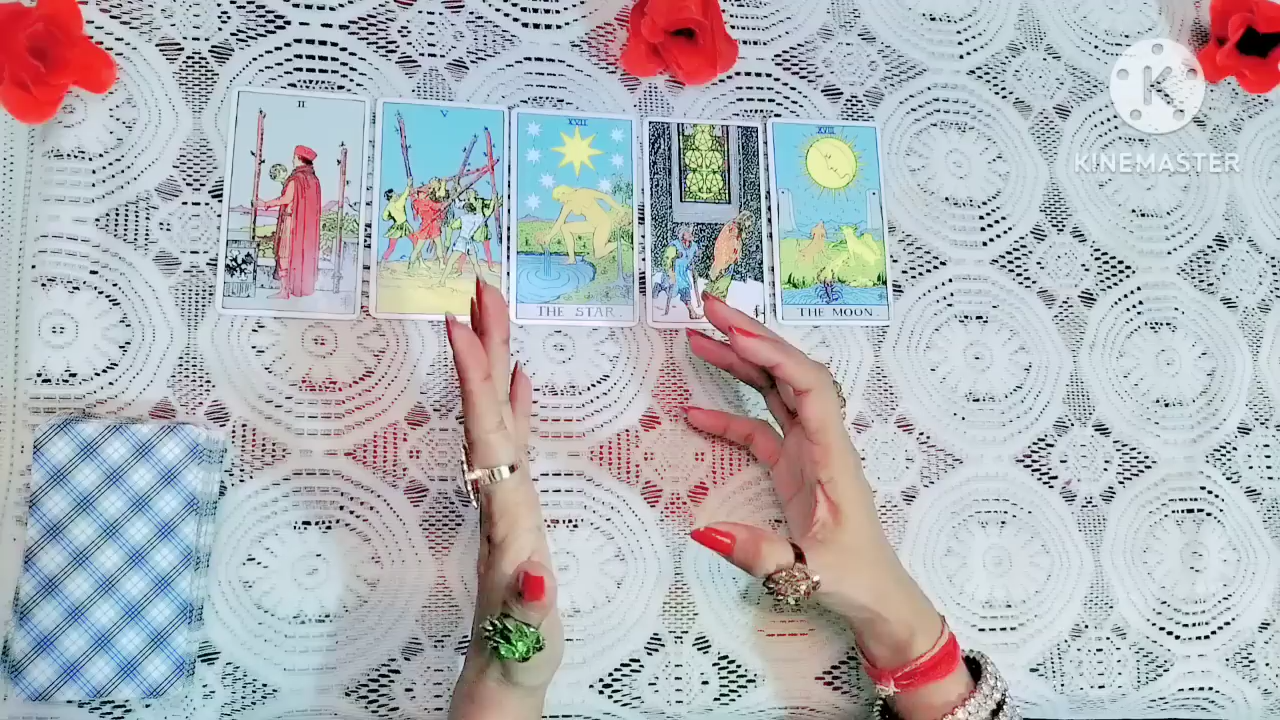 II
V
XVII
THE STAR
XVIII
THE MOON
K
KINEMASTER